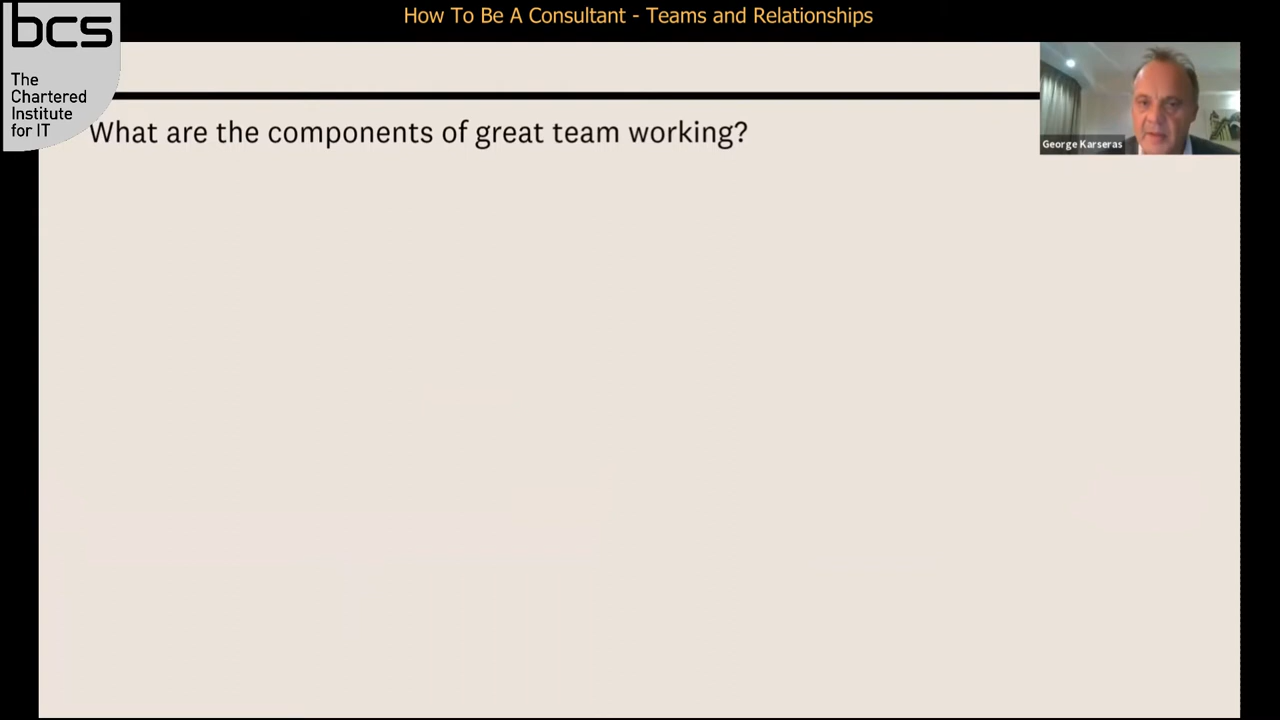 How To Be A Consultant - Teams and Relationships
bcs
The
Chartered
Institute
for IT
What are the components of great team working?
George Karseras